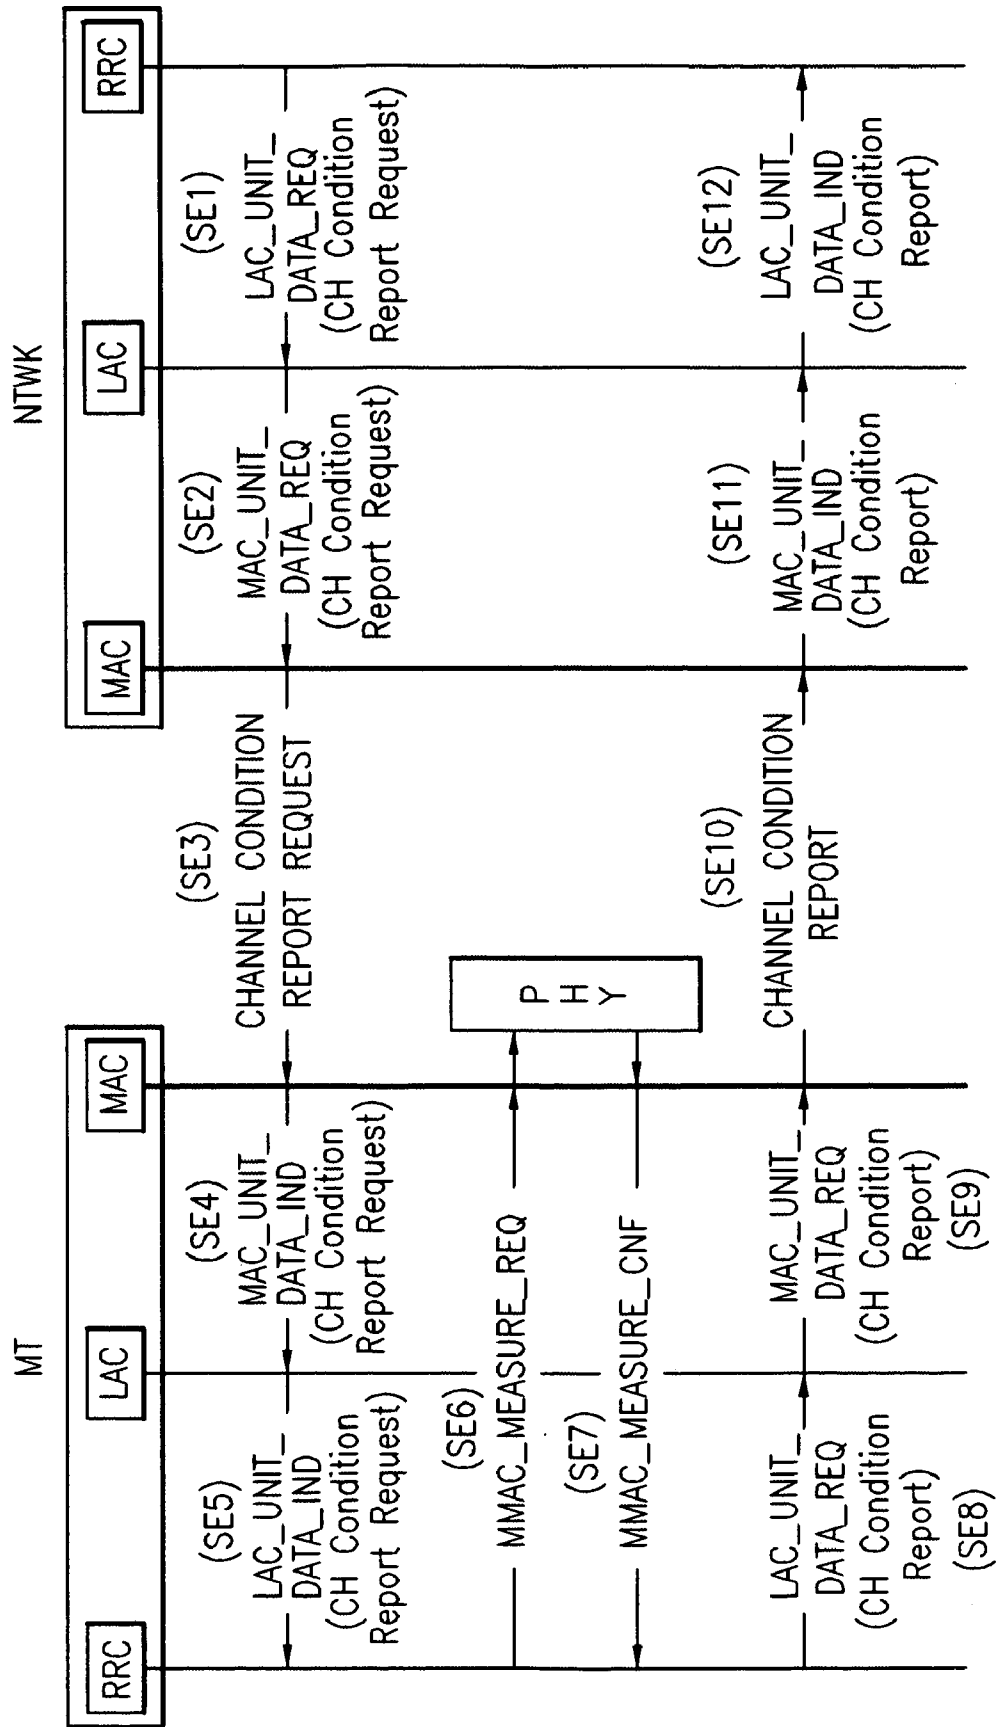 MT
NTWK
RRC
LAC
MAC
MAC
LAC
RRC
(SE1)
LAC_UNIT_
DATA_REQ
(CH Condition
Report Request)
(SE2)
MAC_UNIT_
DATA_REQ
(CH Condition
Report Request)
(SE3)
CHANNEL CONDITION
REPORT REQUEST
(SE4)
MAC_UNIT_
DATA_IND
(CH Condition
Report Request)
(SE5)
LAC_UNIT_
DATA_IND
(CH Condition
Report Request)
(SE6)
MMAC_MEASURE_REQ
P
H
Y
(SE7)
MMAC_MEASURE_CNF
LAC_UNIT_
DATA_REQ
(CH Condition
Report)
(SE8)
MAC_UNIT_
DATA_REQ
(CH Condition
Report)
(SE9)
(SE10)
CHANNEL CONDITION
REPORT
(SE11)
MAC_UNIT_
DATA_IND
(CH Condition
Report)
(SE12)
LAC_UNIT_
DATA_IND
(CH Condition
Report)